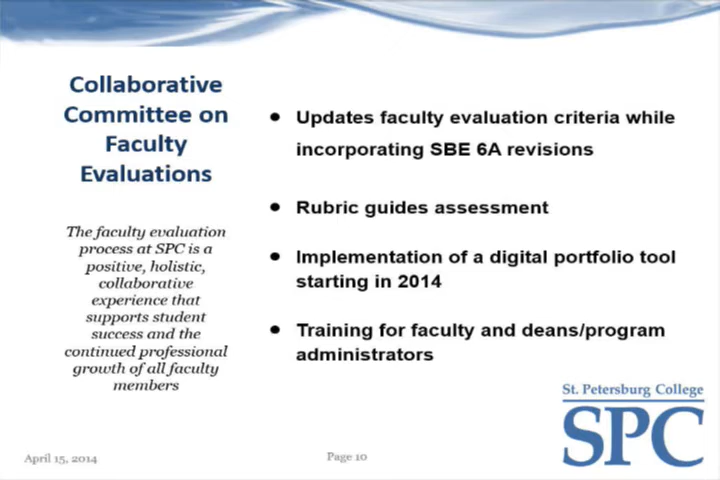 Collaborative
Committee on
Faculty
Evaluations
The faculty evaluation
process at SPC is a
positive, holistic,
collaborative
experience that
supports student
success and the
continued professional
growth of all faculty
members
● Updates faculty evaluation criteria while
incorporating SBE 6A revisions
● Rubric guides assessment
● Implementation of a digital portfolio tool
starting in 2014
● Training for faculty and deans/program
administrators
St. Petersburg College
SPC
April 15, 2014
Page 10